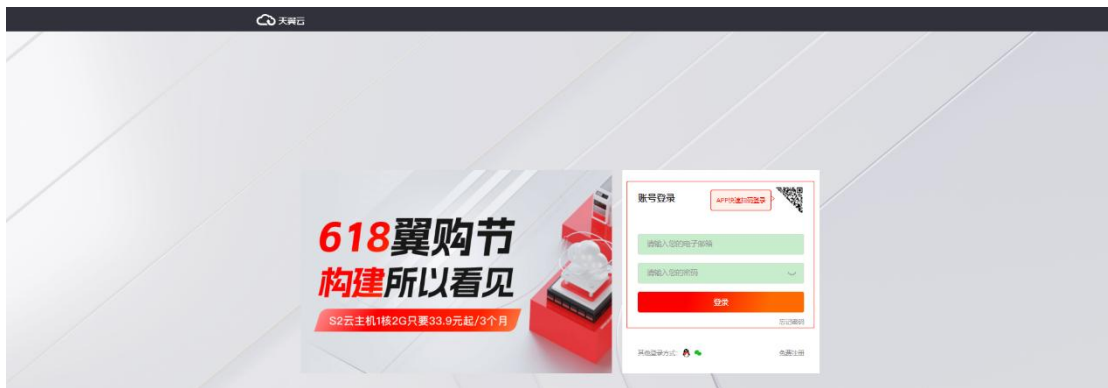 天翼云
618翼购节
构建所以看见
S2云主机1核2G只要33.9元起/3个月
账号登录
APP快速扫码登录
请输入您的电子邮箱
请输入您的密码
登录
忘记密码
其他登录方式:
免费注册